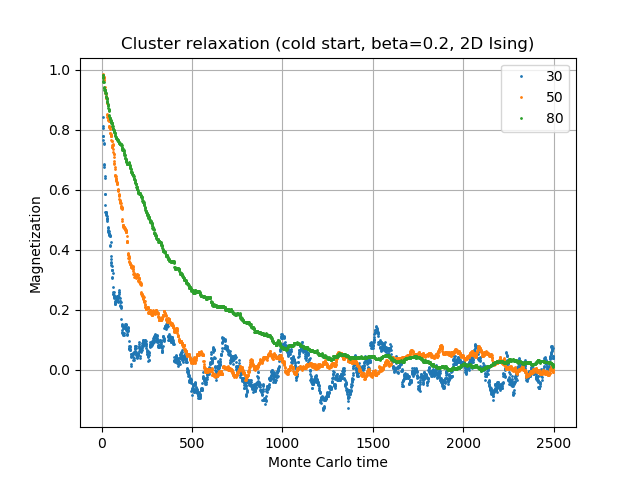 Cluster relaxation (cold start, beta=0.2, 2D Ising)
30
50
80
1.0
0.8
0.6
0.4
0.2
0.0
Magnetization
0 500 1000 1500 2000 2500
Monte Carlo time